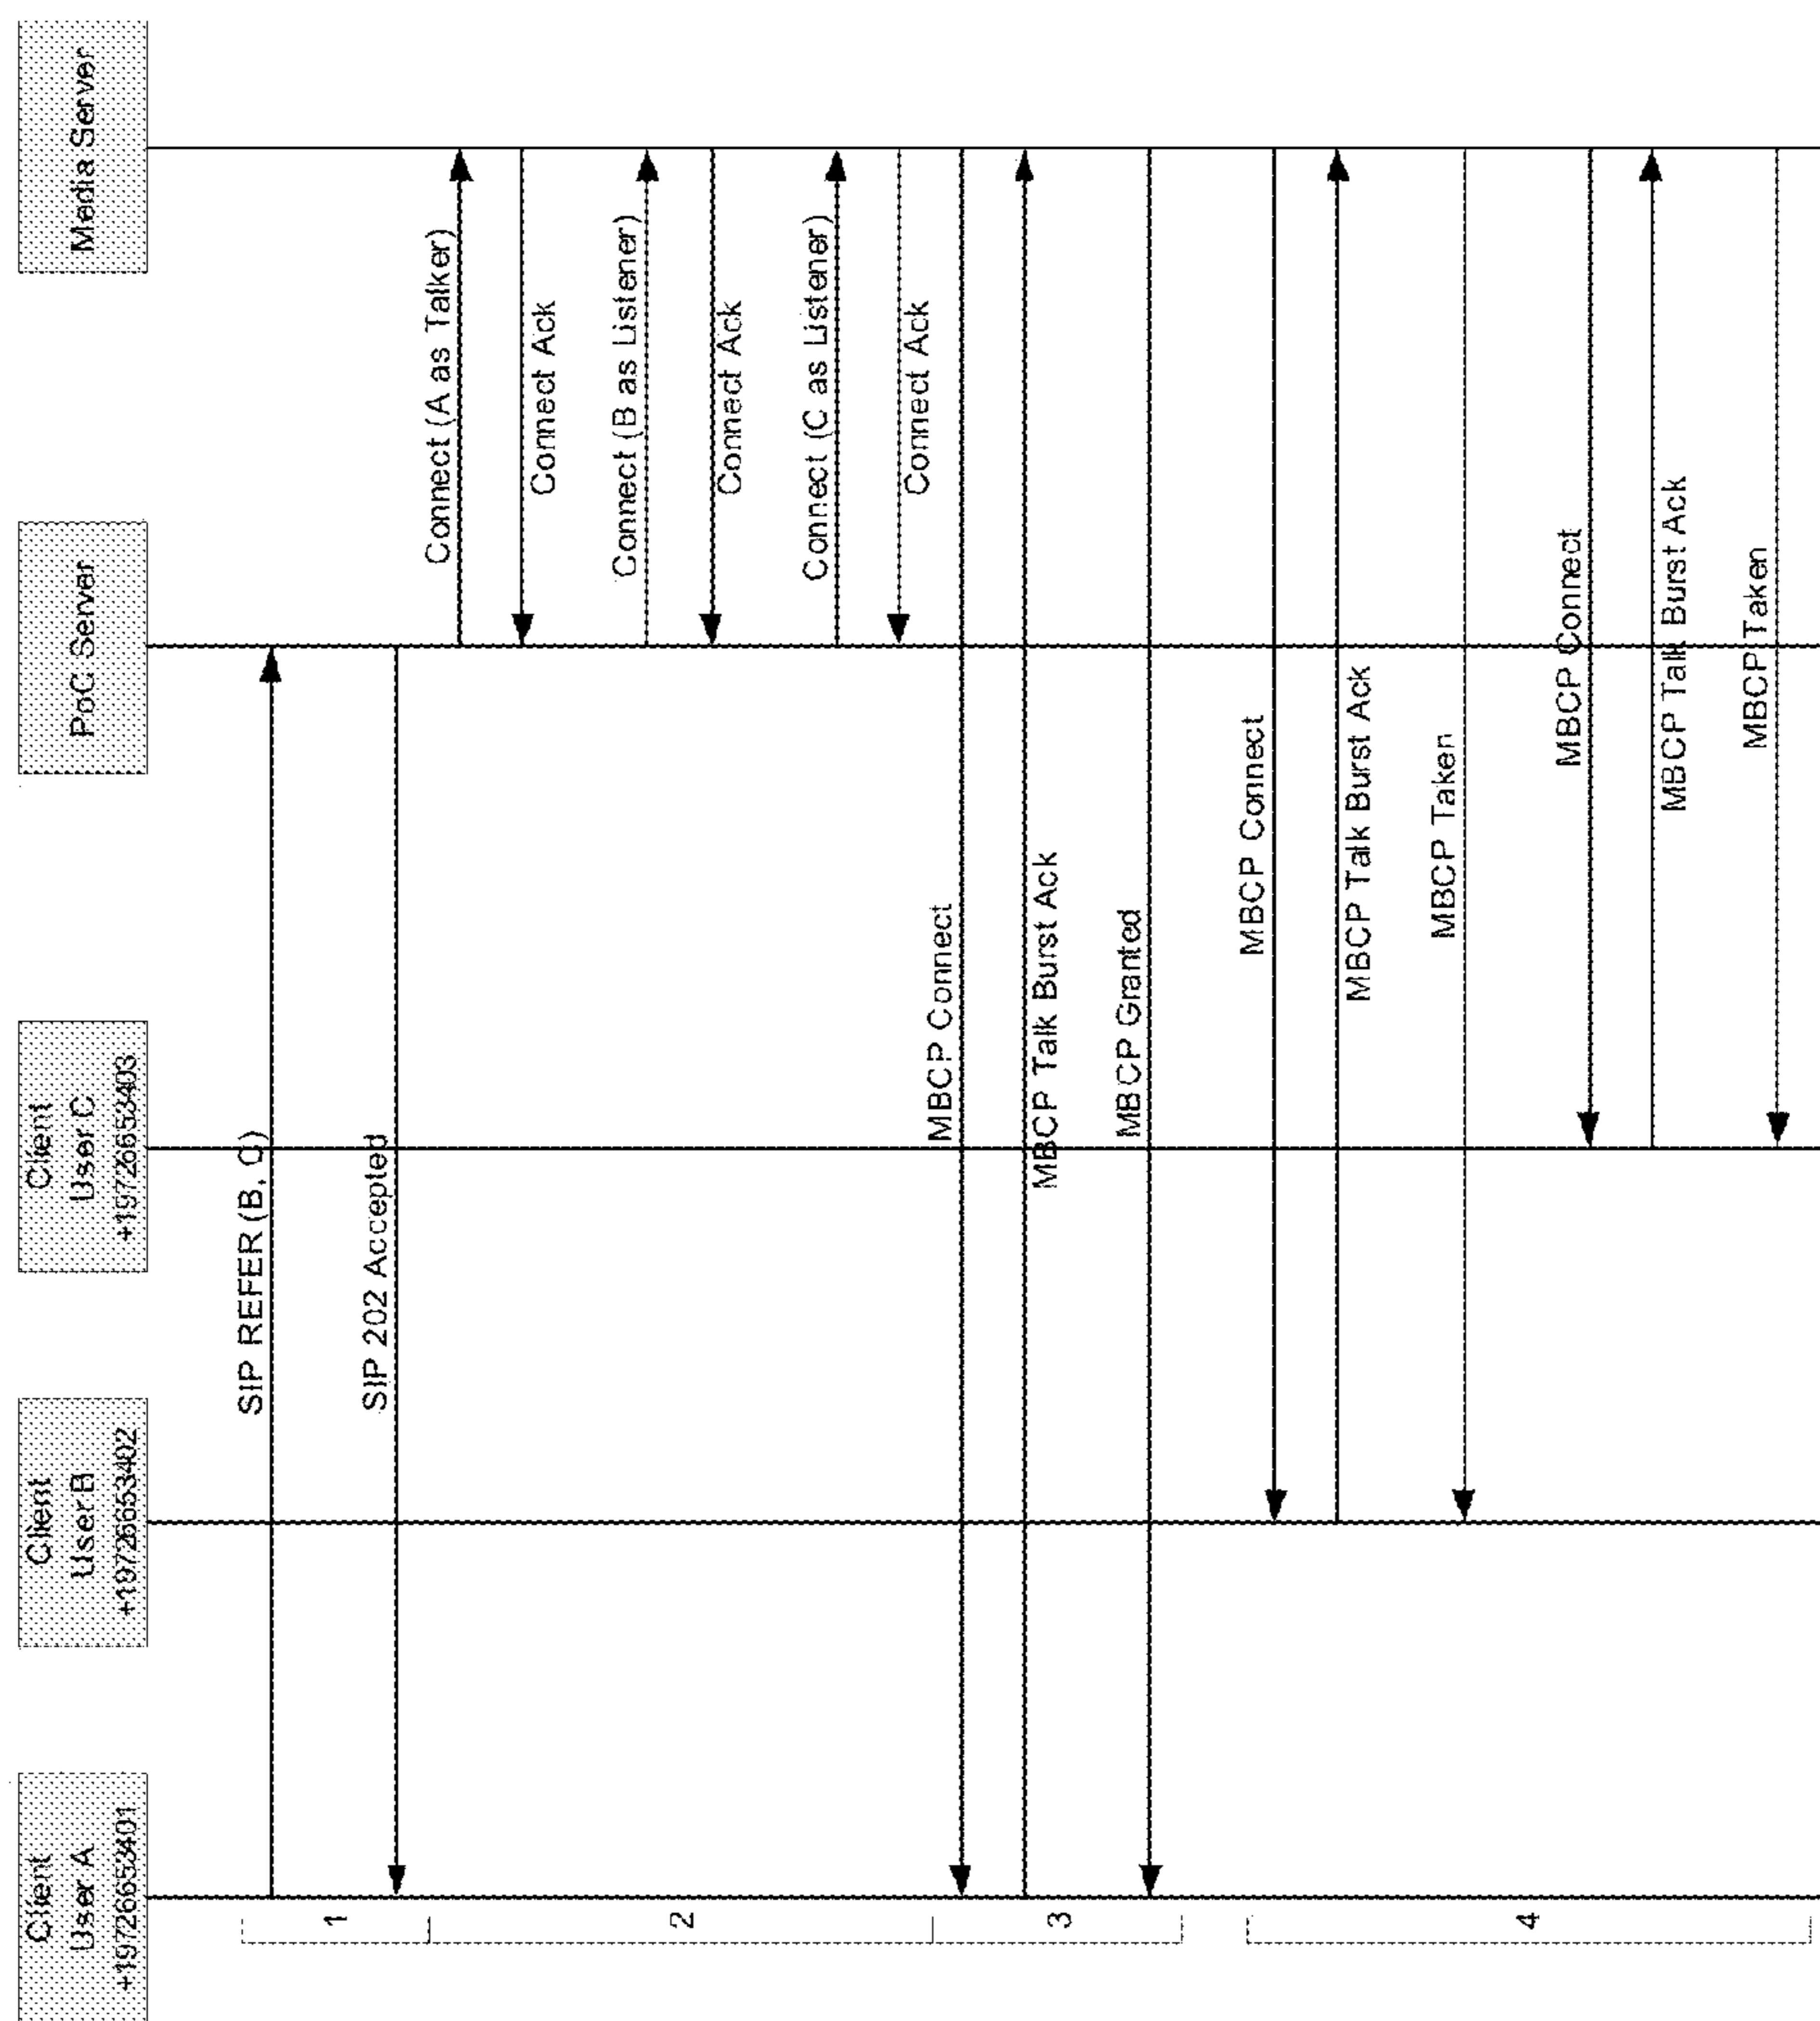 Client
User A
+19726653401
Client
User B
+19726653402
Client
User C
+19726653403
PoC Server
Media Server
1
SIP REFER (B, C)
SIP 202 Accepted
2
Connect (A as Talker)
Connect Ack
Connect (B as Listener)
Connect Ack
Connect (C as Listener)
Connect Ack
3
MBCP Connect
MBCP Talk Burst Ack
MBCP Granted
4
MBCP Connect
MBCP Talk Burst Ack
MBCP Taken
MBCP Connect
MBCP Talk Burst Ack
MBCP Taken